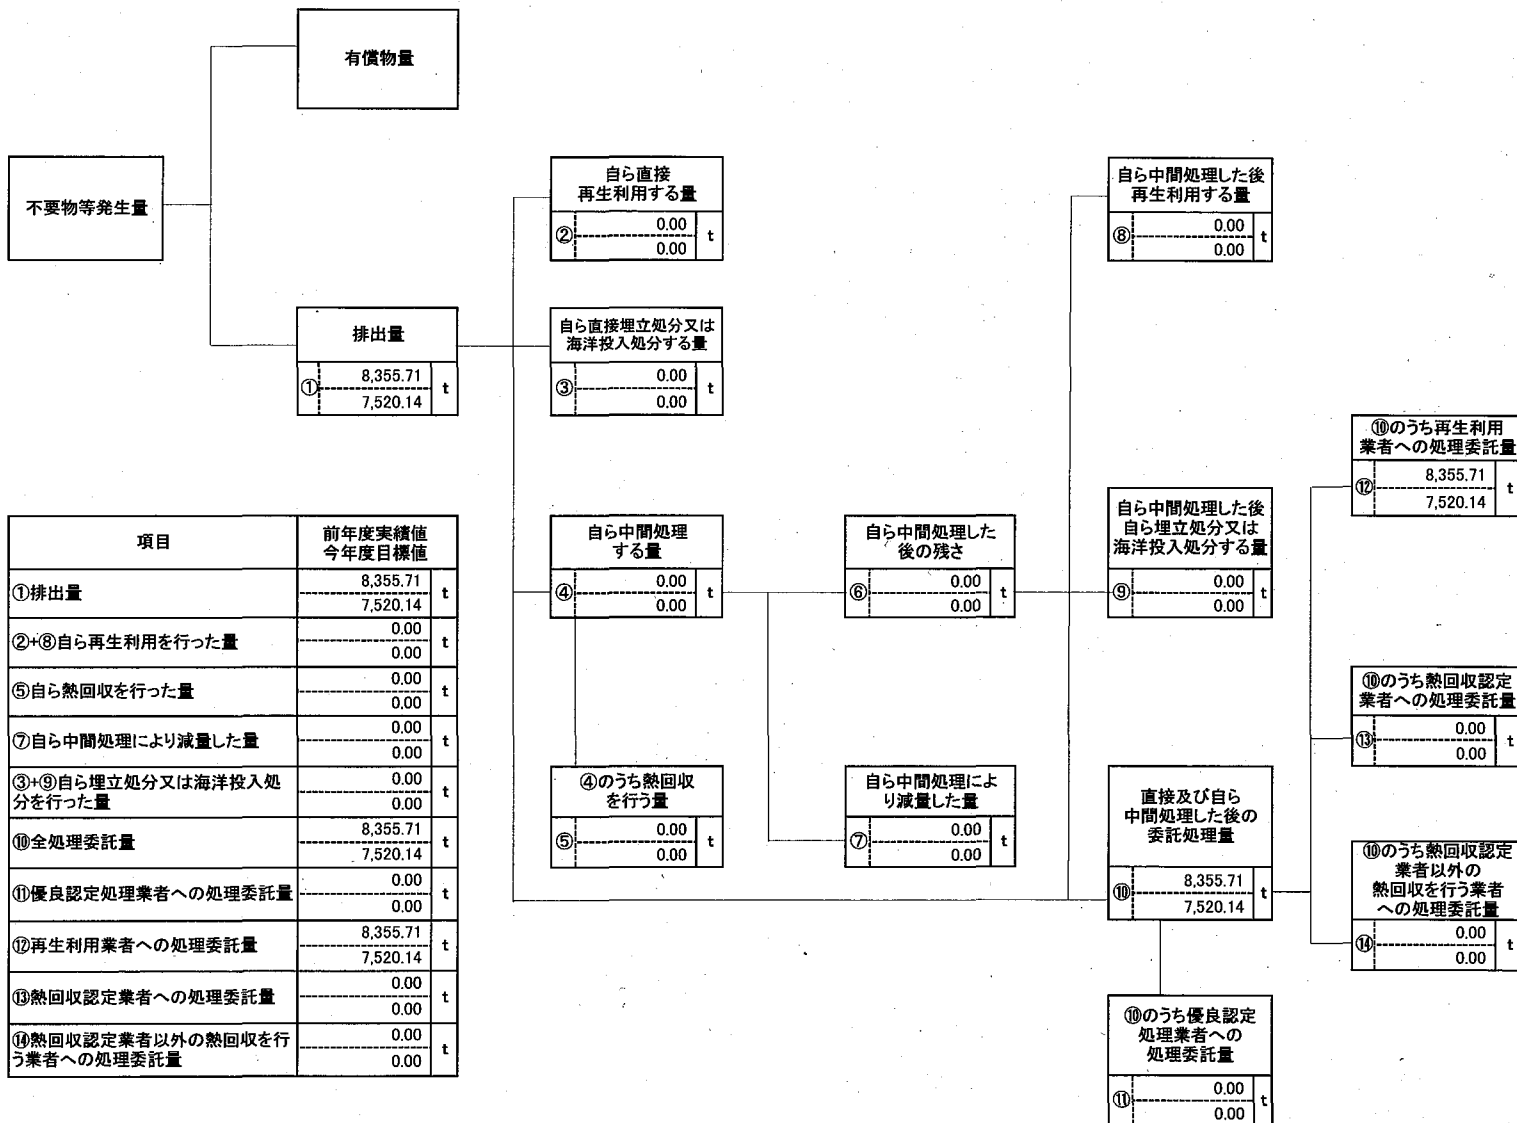 有償物量
不要物等発生量
排出量
① 8,355.71 t
7,520.14
自ら直接
再生利用する量
② 0.00 t
0.00
自ら直接埋立処分又は
海洋投入処分する量
③ 0.00 t
0.00
自ら中間処理
する量
④ 0.00 t
0.00
④のうち熱回収
を行う量
⑤ 0.00 t
0.00
自ら中間処理した
後の残さ
⑥ 0.00 t
0.00
自ら中間処理によ
り減量した量
⑦ 0.00 t
0.00
自ら中間処理した後
再生利用する量
⑧ 0.00 t
0.00
自ら中間処理した後
自ら埋立処分又は
海洋投入処分する量
⑨ 0.00 t
0.00
直接及び自ら
中間処理した後の
委託処理量
⑩ 8,355.71 t
7,520.14
⑩のうち優良認定
処理業者への
処理委託量
⑪ 0.00 t
0.00
⑩のうち再生利用
業者への処理委託量
⑫ 8,355.71 t
7,520.14
⑩のうち熱回収認定
業者への処理委託量
⑬ 0.00 t
0.00
⑩のうち熱回収認定
業者以外の
熱回収を行う業者
への処理委託量
⑭ 0.00 t
0.00
項目 前年度実績値
今年度目標値
①排出量 8,355.71 t
7,520.14
②+⑧自ら再生利用を行った量 0.00 t
0.00
⑤自ら熱回収を行った量 0.00 t
0.00
⑦自ら中間処理により減量した量 0.00 t
0.00
③+⑨自ら埋立処分又は海洋投入処 0.00 t
分を行った量 0.00
⑩全処理委託量 8,355.71 t
7,520.14
⑪優良認定処理業者への処理委託量 0.00 t
0.00
⑫再生利用業者への処理委託量 8,355.71 t
7,520.14
⑬熱回収認定業者への処理委託量 0.00 t
0.00
⑭熱回収認定業者以外の熱回収を行 0.00 t
う業者への処理委託量 0.00